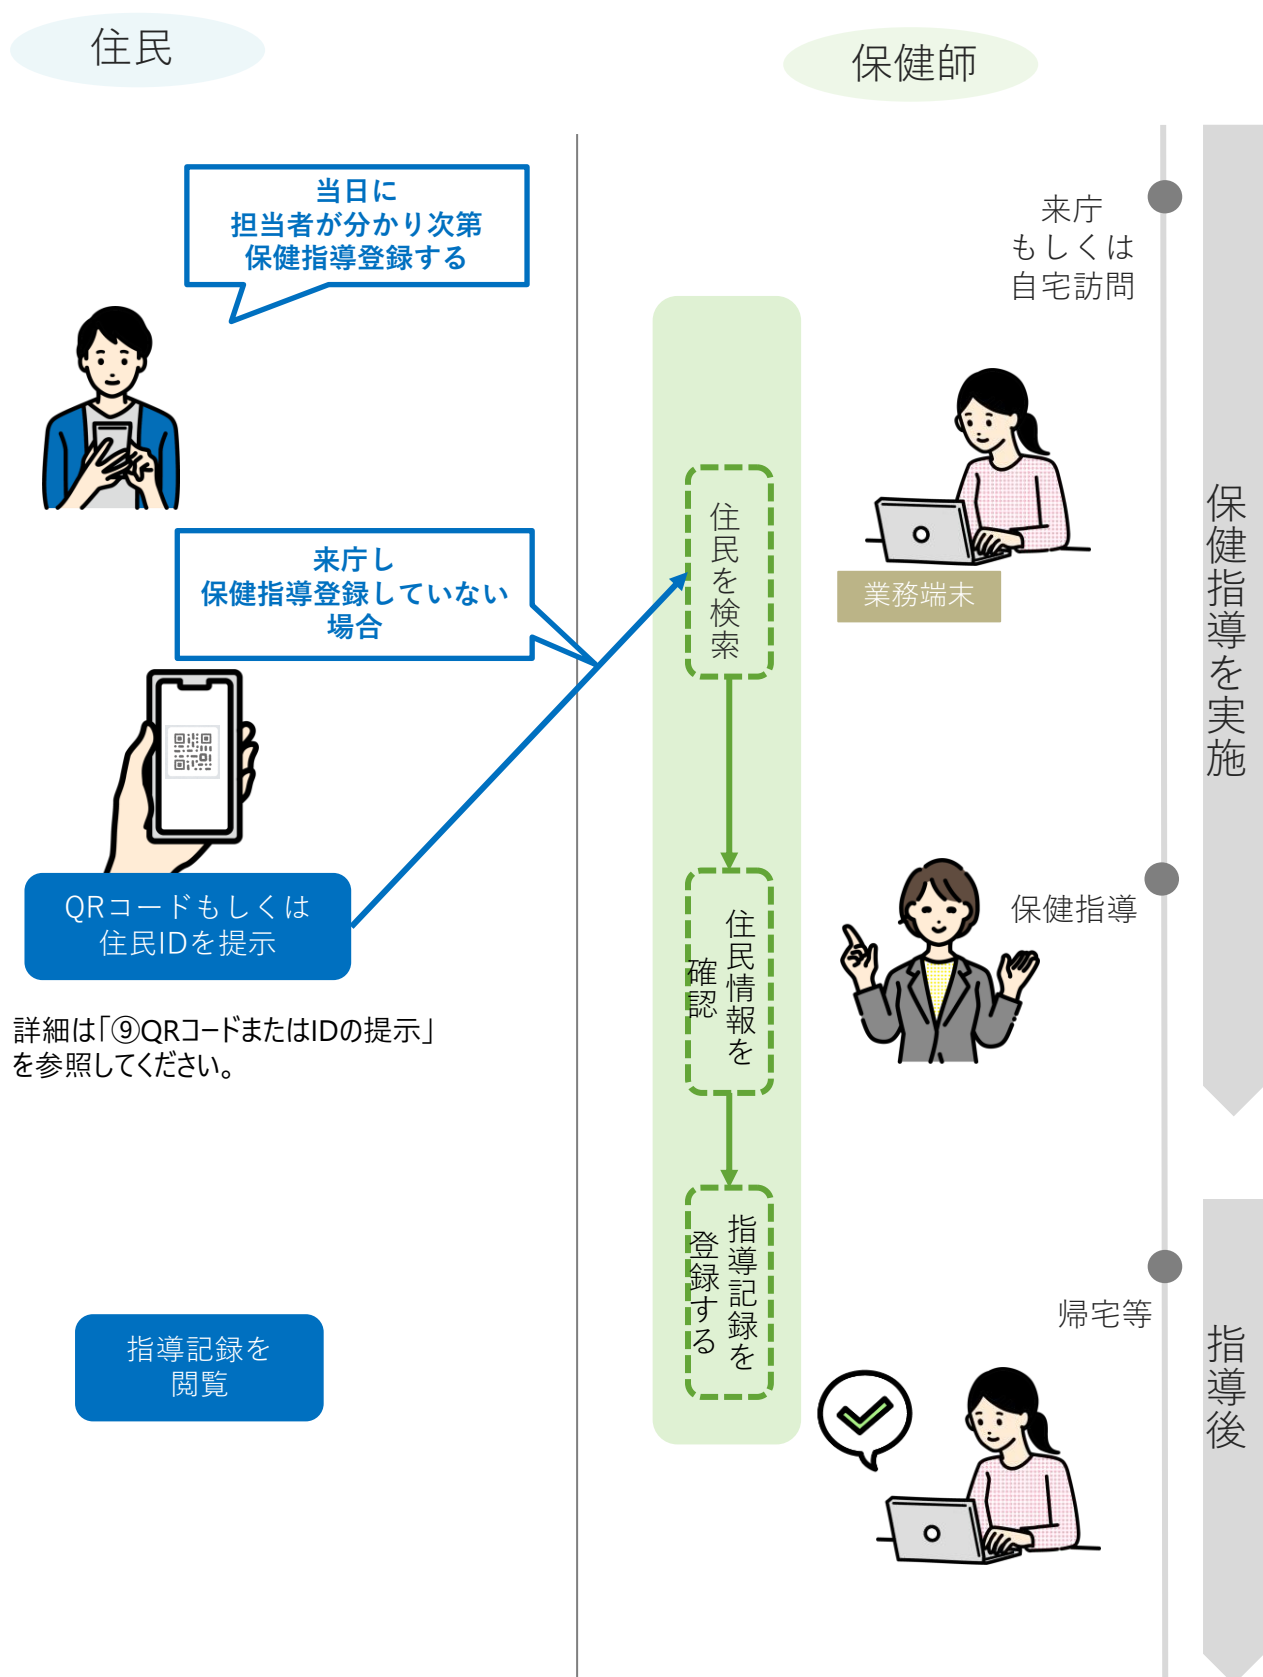 住民
保健師
当日に
担当者が分かり次第
保健指導登録する
来庁
もしくは
自宅訪問
住民を検索
業務端末
来庁し
保健指導登録していない
場合
保健指導を実施
QRコードもしくは
住民IDを提示
詳細は「⑨QRコードまたはIDの提示」
を参照してください。
住民情報を
確認
保健指導
指導記録を
登録する
帰宅等
指導記録を
閲覧
指導後